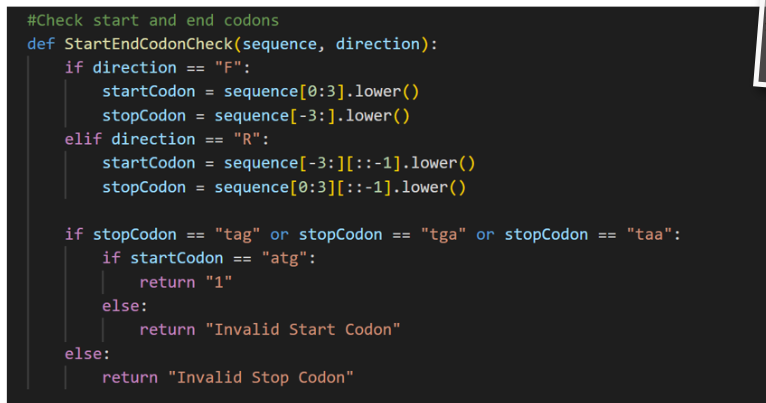 #Check start and end codons
def StartEndCodonCheck(sequence, direction):
    if direction == "F":
        startCodon = sequence[0:3].lower()
        stopCodon = sequence[-3:].lower()
    elif direction == "R":
        startCodon = sequence[-3:][::-1].lower()
        stopCodon = sequence[0:3][::-1].lower()

    if stopCodon == "tag" or stopCodon == "tga" or stopCodon == "taa":
        if startCodon == "atg":
            return "1"
        else:
            return "Invalid Start Codon"
    else:
        return "Invalid Stop Codon"